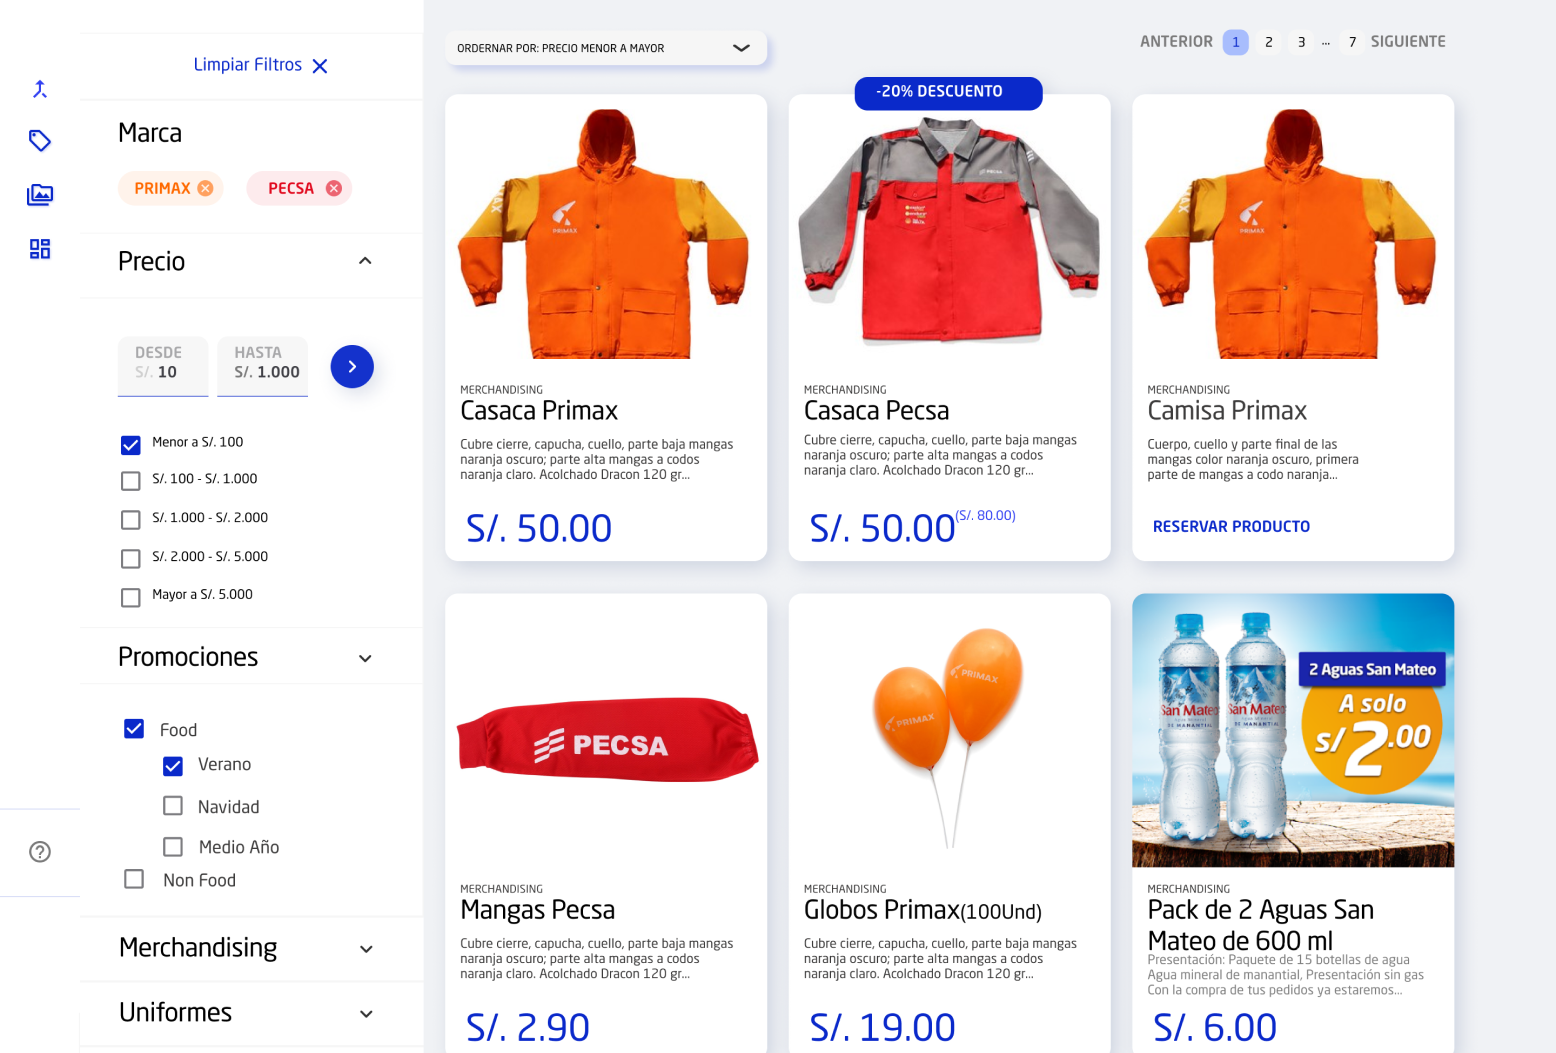 Limpiar Filtros
Marca
PRIMAX
PECSA
Precio
DESDE
S/. 10
HASTA
S/. 1.000
Menor a S/. 100
S/. 100 - S/. 1.000
S/. 1.000 - S/. 2.000
S/. 2.000 - S/. 5.000
Mayor a S/. 5.000
Promociones
Food
Verano
Navidad
Medio Año
Non Food
Merchandising
Uniformes
ORDERNAR POR: PRECIO MENOR A MAYOR
ANTERIOR 1 2 3 ... 7 SIGUIENTE
PRIMAX
MERCHANDISING
Casaca Primax
Cubre cierre, capucha, cuello, parte baja mangas
naranja oscuro; parte alta mangas a codos
naranja claro. Acolchado Dracon 120 gr...
S/. 50.00
-20% DESCUENTO
PECSA
MERCHANDISING
Casaca Pecsa
Cubre cierre, capucha, cuello, parte baja mangas
naranja oscuro; parte alta mangas a codos
naranja claro. Acolchado Dracon 120 gr...
S/. 50.00 (S/. 80.00)
PRIMAX
MERCHANDISING
Camisa Primax
Cuerpo, cuello y parte final de las
mangas color naranja oscuro, primera
parte de mangas a codo naranja...
RESERVAR PRODUCTO
PECSA
MERCHANDISING
Mangas Pecsa
Cubre cierre, capucha, cuello, parte baja mangas
naranja oscuro; parte alta mangas a codos
naranja claro. Acolchado Dracon 120 gr...
S/. 2.90
PRIMAX
PRIMAX
MERCHANDISING
Globos Primax(100Und)
Cubre cierre, capucha, cuello, parte baja mangas
naranja oscuro; parte alta mangas a codos
naranja claro. Acolchado Dracon 120 gr...
S/. 19.00
2 Aguas San Mateo
A solo
S/ 2.00
San Mateo
San Mateo
DE MANANTIAL
DE MANANTIAL
MERCHANDISING
Pack de 2 Aguas San
Mateo de 600 ml
Presentación: Paquete de 15 botellas de agua
Agua mineral de manantial, Presentación sin gas
Con la compra de tus pedidos ya estaremos...
S/. 6.00